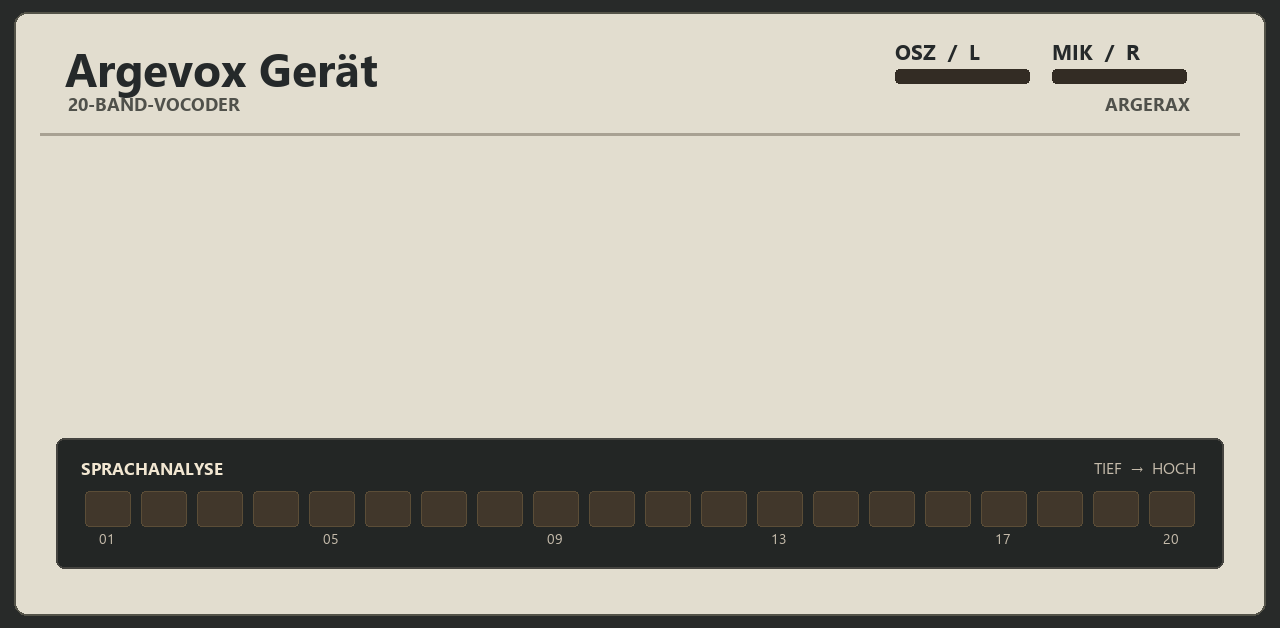 Argevox Gerät
20-BAND-VOCODER
OSZ / L
MIK / R
ARGERAX
SPRACHANALYSE
TIEF → HOCH
01 05 09 13 17 20